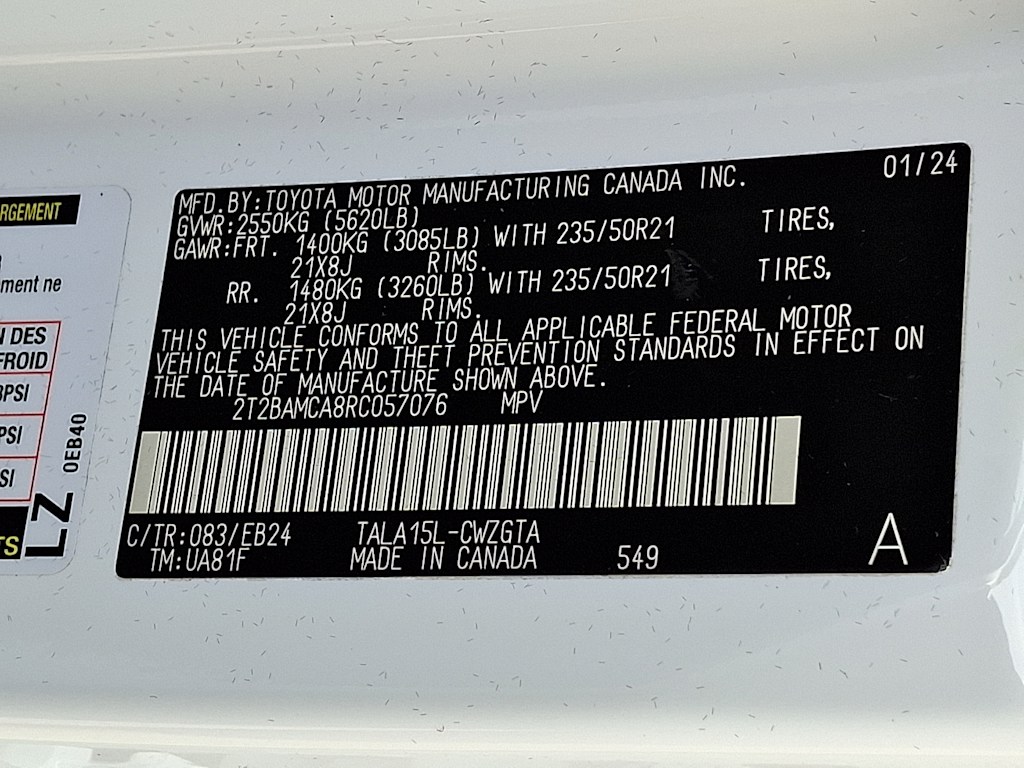 01/24
MFD. BY: TOYOTA MOTOR MANUFACTURING CANADA INC.
GVWR: 2550KG (5620LB)
GAWR: FRT. 1400KG (3085LB) WITH 235/50R21 TIRES,
21X8J RIMS.
RR. 1480KG (3260LB) WITH 235/50R21 TIRES,
21X8J RIMS.
THIS VEHICLE CONFORMS TO ALL APPLICABLE FEDERAL MOTOR
VEHICLE SAFETY AND THEFT PREVENTION STANDARDS IN EFFECT ON
THE DATE OF MANUFACTURE SHOWN ABOVE.
2T2BAMCA8RC057076 MPV
C/TR: 083/EB24 TALA15L-CWZGTA
TM: UA81F MADE IN CANADA 549 A
RGEMENT
ment ne
N DES
FROID
PSI
PSI
SI
TS
0EB40
LZ